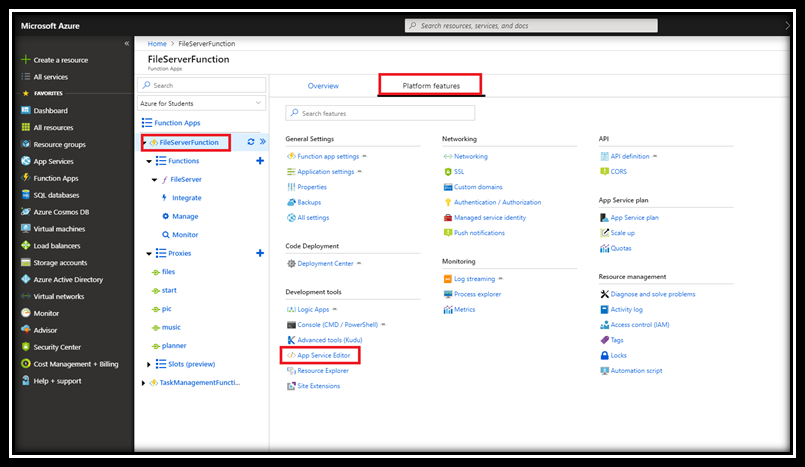 Microsoft Azure
Search resources, services, and docs
Create a resource
All services
FAVORITES
Dashboard
All resources
Resource groups
App Services
Function Apps
SQL databases
Azure Cosmos DB
Virtual machines
Load balancers
Storage accounts
Azure Active Directory
Virtual networks
Monitor
Advisor
Security Center
Cost Management + Billing
Help + support
Home > FileServerFunction
FileServerFunction
Function Apps
Search
Azure for Students
Function Apps
FileServerFunction
Functions
FileServer
Integrate
Manage
Monitor
Proxies
files
start
pic
music
planner
Slots (preview)
TaskManagementFuncti...
Overview
Platform features
Search features
General Settings
Function app settings
Application settings
Properties
Backups
All settings
Code Deployment
Deployment Center
Development tools
Logic Apps
Console (CMD / PowerShell)
Advanced tools (Kudu)
App Service Editor
Resource Explorer
Site Extensions
Networking
Networking
SSL
Custom domains
Authentication / Authorization
Managed service identity
Push notifications
Monitoring
Log streaming
Process explorer
Metrics
API
API definition
CORS
App Service plan
App Service plan
Scale up
Quotas
Resource management
Diagnose and solve problems
Activity log
Access control (IAM)
Tags
Locks
Automation script